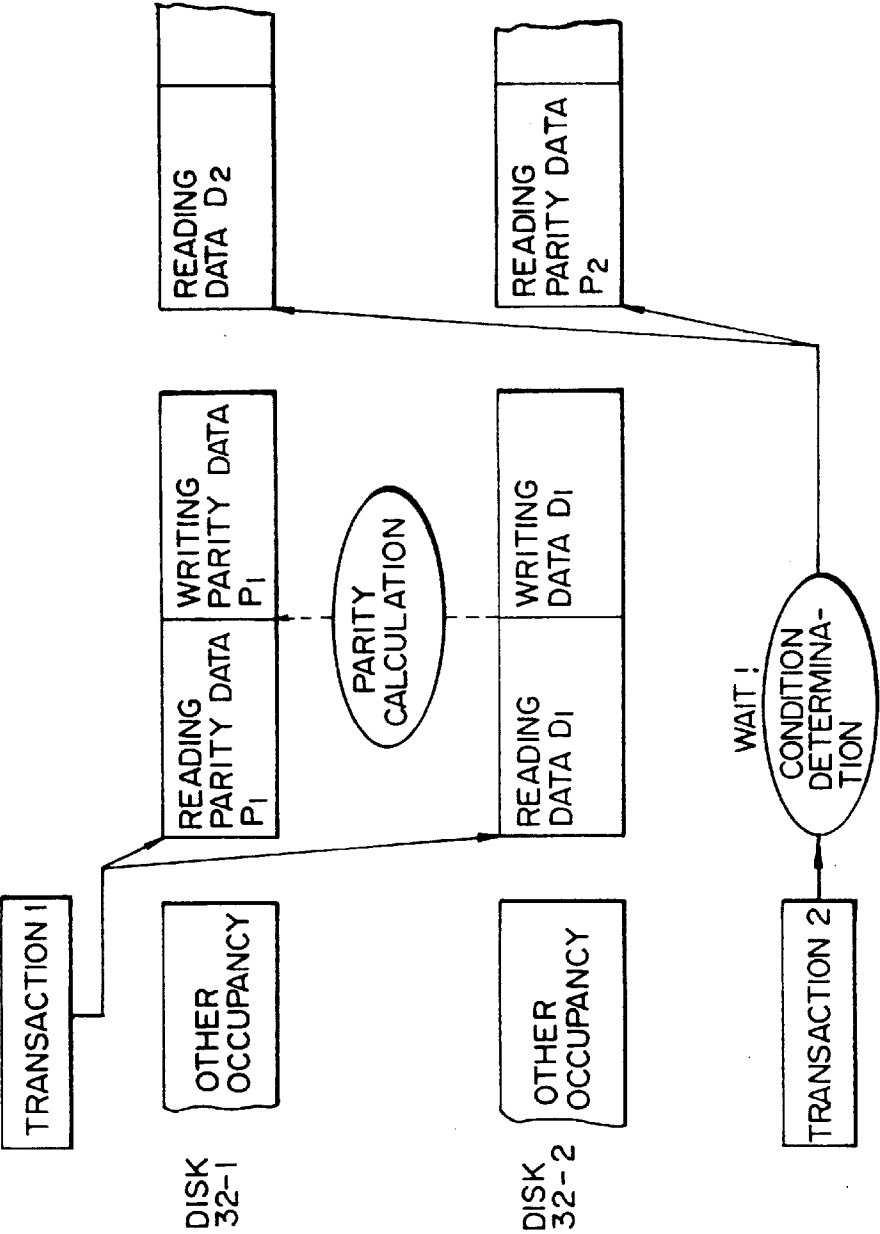 TRANSACTION 1
DISK
32-1
OTHER
OCCUPANCY
READING
PARITY DATA
P1
WRITING
PARITY DATA
P1
READING
DATA D2
PARITY
CALCULATION
DISK
32-2
OTHER
OCCUPANCY
READING
DATA D1
WRITING
DATA D1
READING
PARITY DATA
P2
WAIT!
TRANSACTION 2
CONDITION
DETERMINA-
TION